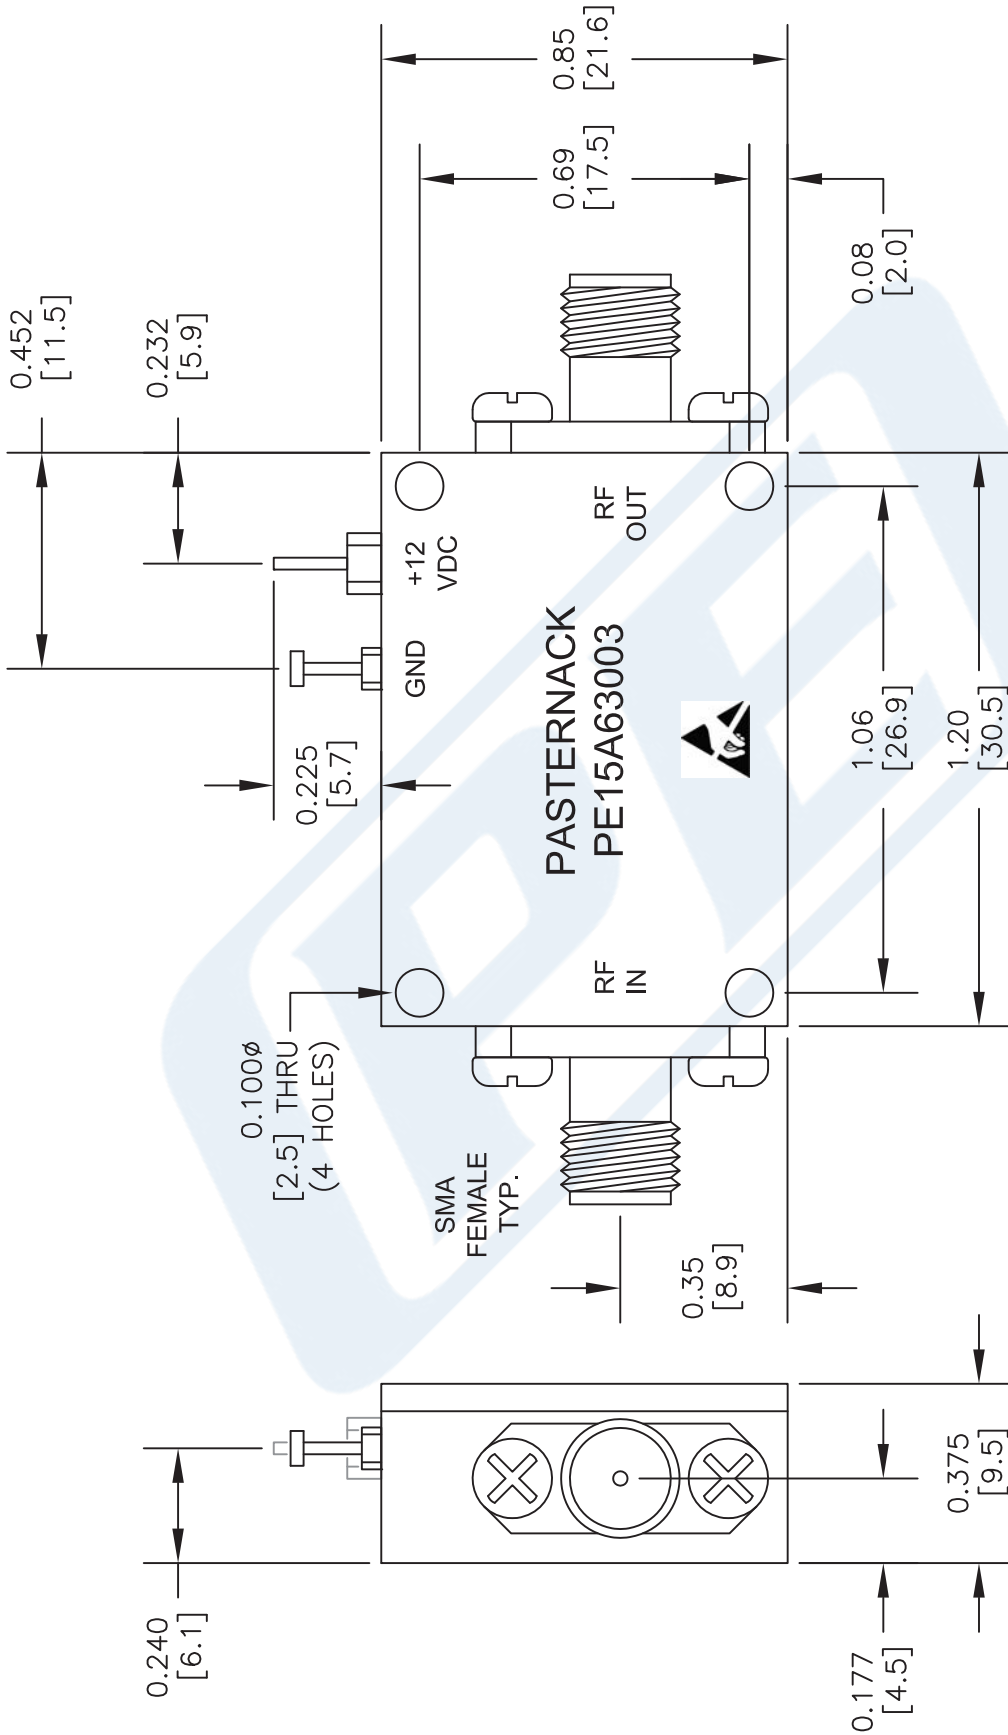 0.452
[11.5]
0.232
[5.9]
0.85
[21.6]
0.69
[17.5]
0.08
[2.0]
0.225
[5.7]
GND
+12
VDC
RF
OUT
PASTERNACK
PE15A63003
RF
IN
1.06
[26.9]
1.20
[30.5]
0.100ø
[2.5] THRU
(4 HOLES)
SMA
FEMALE
TYP.
0.35
[8.9]
0.240
[6.1]
0.375
[9.5]
0.177
[4.5]
PE